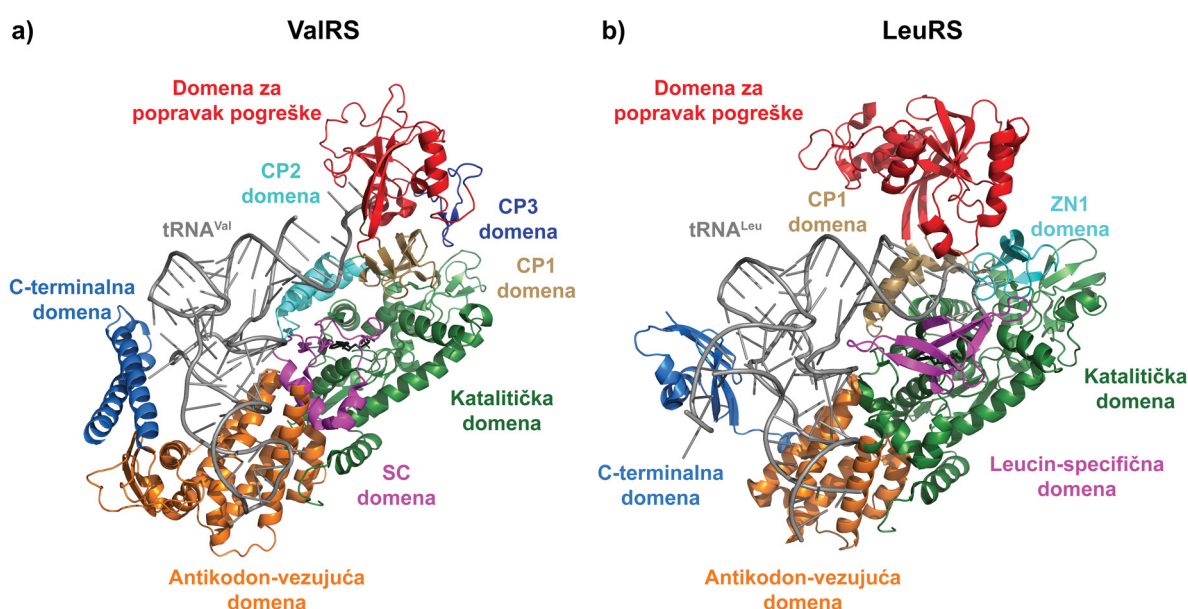 a)
ValRS
Domena za
popravak pogreške
CP2
domena
CP3
domena
tRNAVal
CP1
domena
C-terminalna
domena
Katalitička
domena
SC
domena
Antikodon-vezujuća
domena
b)
LeuRS
Domena za
popravak pogreške
CP1
domena
ZN1
domena
tRNALeu
Katalitička
domena
C-terminalna
domena
Leucin-specifična
domena
Antikodon-vezujuća
domena